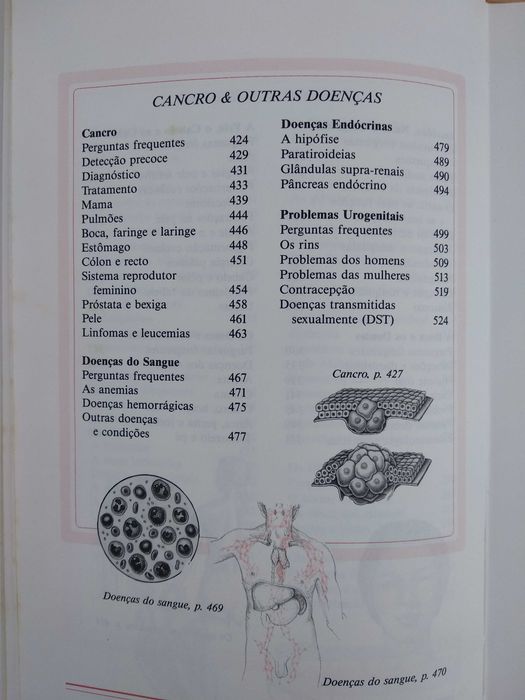 CANCRO & OUTRAS DOENÇAS
Cancro
Perguntas frequentes 424
Detecção precoce 429
Diagnóstico 431
Tratamento 433
Mama 439
Pulmões 444
Boca, faringe e laringe 446
Estômago 448
Cólon e recto 451
Sistema reprodutor
feminino 454
Próstata e bexiga 458
Pele 461
Linfomas e leucemias 463
Doenças do Sangue
Perguntas frequentes 467
As anemias 471
Doenças hemorrágicas 475
Outras doenças
e condições 477
Doenças Endócrinas
A hipófise 479
Paratiroideias 489
Glândulas supra-renais 490
Pâncreas endócrino 494
Problemas Urogenitais
Perguntas frequentes 499
Os rins 503
Problemas dos homens 509
Problemas das mulheres 513
Contracepção 519
Doenças transmitidas
sexualmente (DST) 524
Cancro, p. 427
Doenças do sangue, p. 469
Doenças do sangue, p. 470